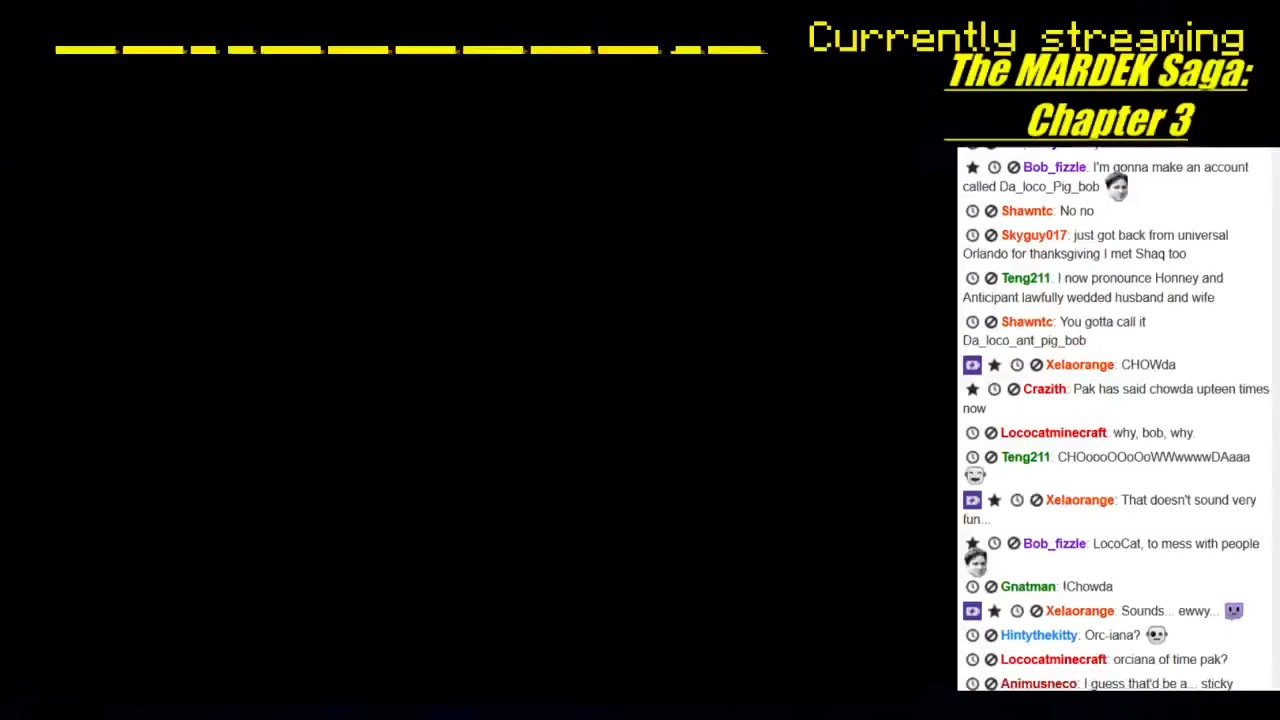 Currently streaming
The MARDEK Saga:
Chapter 3
Bob_fizzle: I'm gonna make an account
called Da_loco_Pig_bob
Shawntc: No no
Skyguy017: just got back from universal
Orlando for thanksgiving I met Shaq too
Teng211: I now pronounce Honney and
Anticipant lawfully wedded husband and wife
Shawntc: You gotta call it
Da_loco_ant_pig_bob
Xelaorange: CHOWda
Crazith: Pak has said chowda upteen times
now
Lococatminecraft: why, bob, why.
Teng211: CHOoooOOoOoWWwwwwDAaaa
Xelaorange: That doesn't sound very
fun...
Bob_fizzle: LocoCat, to mess with people
Gnatman: !Chowda
Xelaorange: Sounds... ewwy...
Hintythekitty: Orc-iana?
Lococatminecraft: orciana of time pak?
Animusneco: I guess that'd be a... sticky